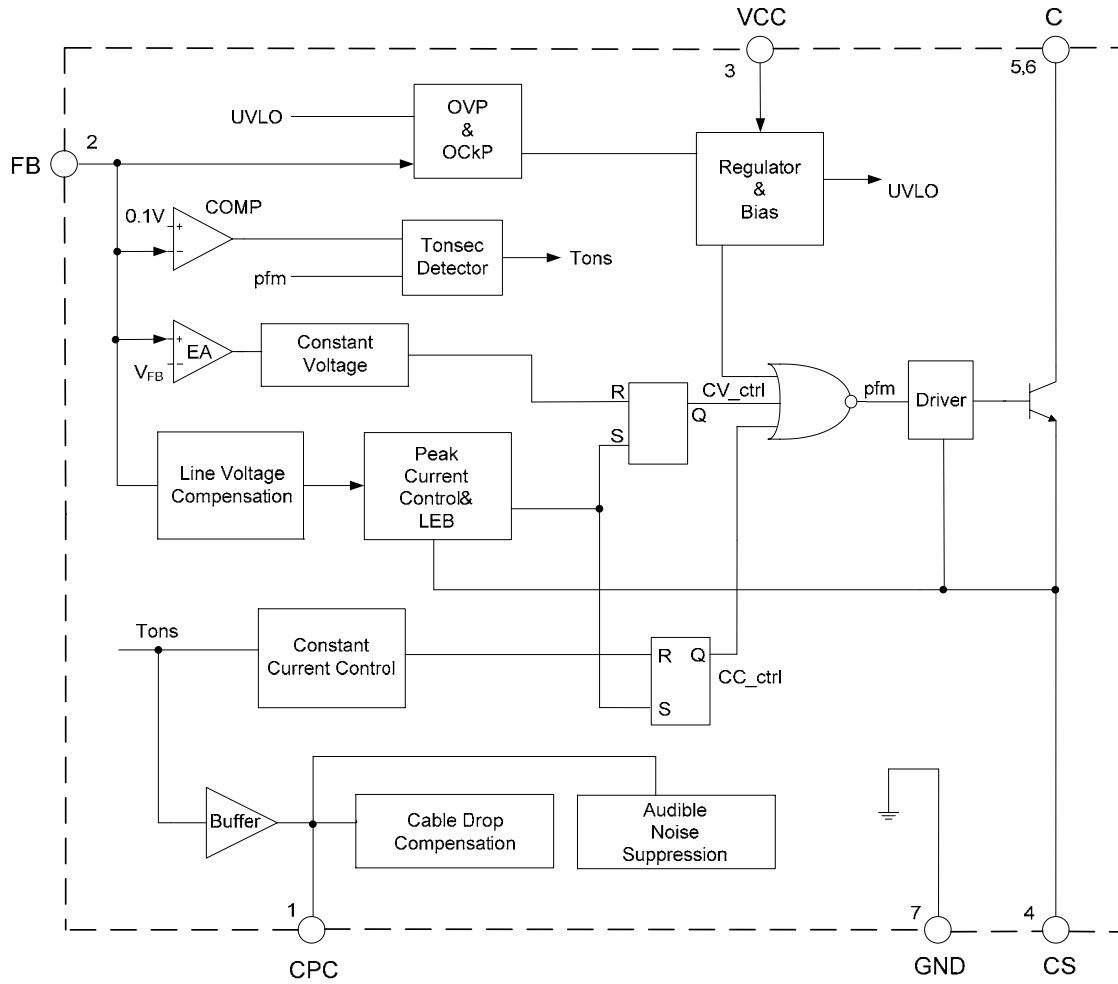 VCC
C
3
5,6
FB
2
UVLO
OVP
&
OCkP
Regulator
&
Bias
UVLO
0.1V
COMP
+
−
Tonsec
Detector
pfm
Tons
+
−
EA
VFB
Constant
Voltage
R
S
Q
CV_ctrl
pfm
Driver
Line Voltage
Compensation
Peak
Current
Control&
LEB
Tons
Constant
Current Control
R
Q
S
CC_ctrl
Buffer
Cable Drop
Compensation
Audible
Noise
Suppression
1
7
4
CPC
GND
CS